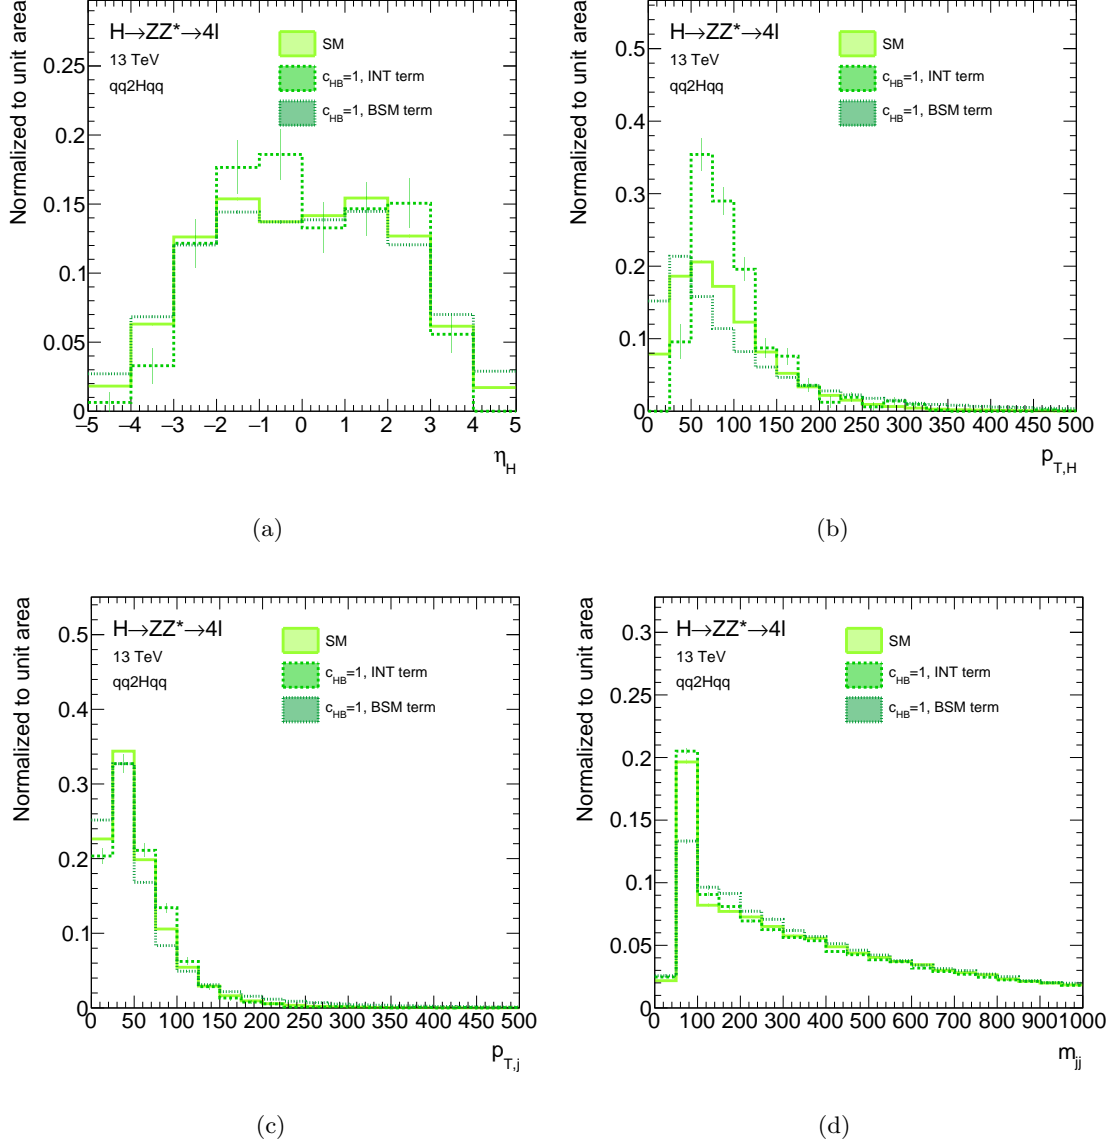 H→ZZ*→4l
13 TeV
qq2Hqq
SM
c_HB=1, INT term
c_HB=1, BSM term
Normalized to unit area
0.25
0.2
0.15
0.1
0.05
0
−5 −4 −3 −2 −1 0 1 2 3 4 5
η_H
(a)
H→ZZ*→4l
13 TeV
qq2Hqq
SM
c_HB=1, INT term
c_HB=1, BSM term
Normalized to unit area
0.5
0.4
0.3
0.2
0.1
0
0 50 100 150 200 250 300 350 400 450 500
p_T,H
(b)
H→ZZ*→4l
13 TeV
qq2Hqq
SM
c_HB=1, INT term
c_HB=1, BSM term
Normalized to unit area
0.5
0.4
0.3
0.2
0.1
0
0 50 100 150 200 250 300 350 400 450 500
p_T,j
(c)
H→ZZ*→4l
13 TeV
qq2Hqq
SM
c_HB=1, INT term
c_HB=1, BSM term
Normalized to unit area
0.3
0.25
0.2
0.15
0.1
0.05
0
0 100 200 300 400 500 600 700 800 900 1000
m_jj
(d)